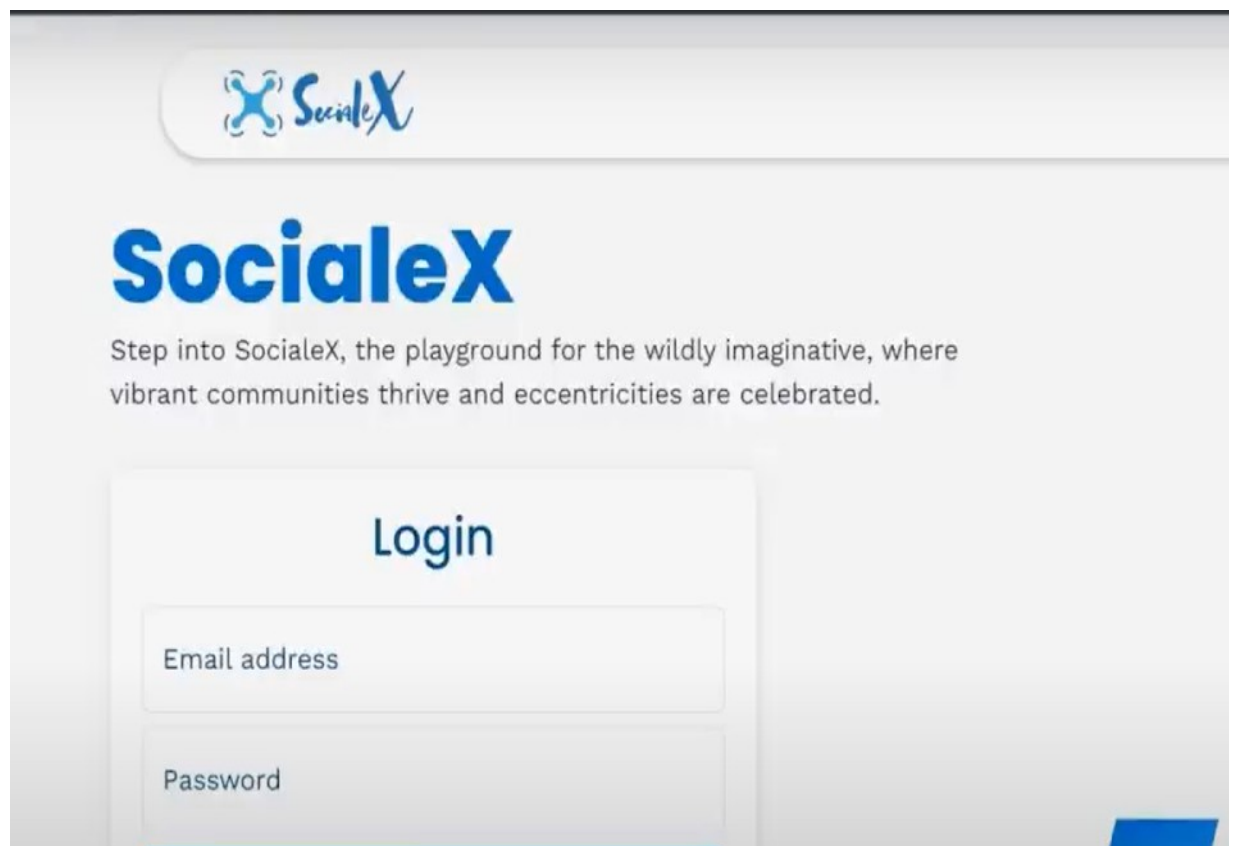 SocialeX
SocialeX
Step into SocialeX, the playground for the wildly imaginative, where
vibrant communities thrive and eccentricities are celebrated.
Login
Email address
Password